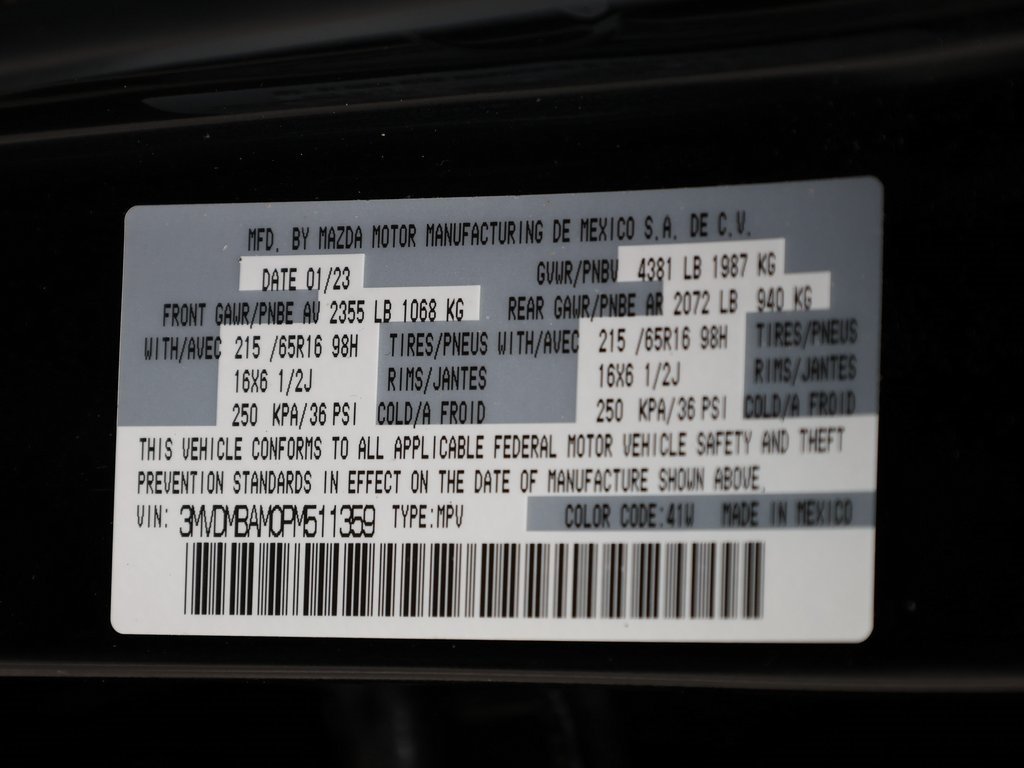 MFD. BY MAZDA MOTOR MANUFACTURING DE MEXICO S.A. DE C.V.
DATE 01/23 GVWR/PNBV 4381 LB 1987 KG
FRONT GAWR/PNBE AV 2355 LB 1068 KG REAR GAWR/PNBE AR 2072 LB 940 KG
WITH/AVEC 215 /65R16 98H TIRES/PNEUS WITH/AVEC 215 /65R16 98H TIRES/PNEUS
16X6 1/2J RIMS/JANTES 16X6 1/2J RIMS/JANTES
250 KPA/36 PSI COLD/A FROID 250 KPA/36 PSI COLD/A FROID
THIS VEHICLE CONFORMS TO ALL APPLICABLE FEDERAL MOTOR VEHICLE SAFETY AND THEFT
PREVENTION STANDARDS IN EFFECT ON THE DATE OF MANUFACTURE SHOWN ABOVE.
VIN: 3MVDMBAM0PM511359 TYPE:MPV COLOR CODE:41W MADE IN MEXICO